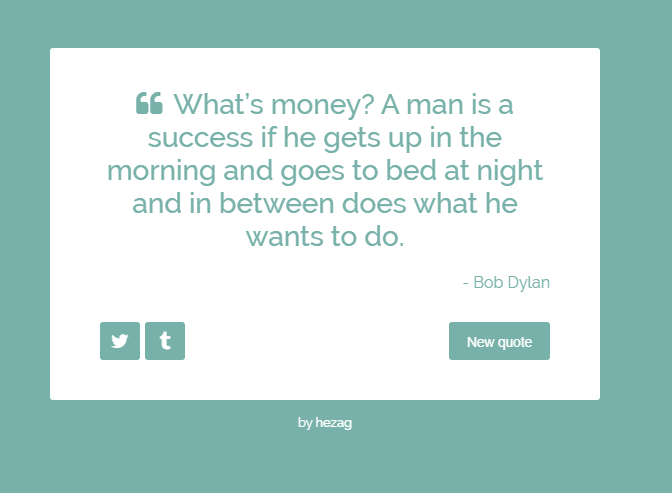 “ What’s money? A man is a
success if he gets up in the
morning and goes to bed at night
and in between does what he
wants to do.
- Bob Dylan
New quote
by hezag